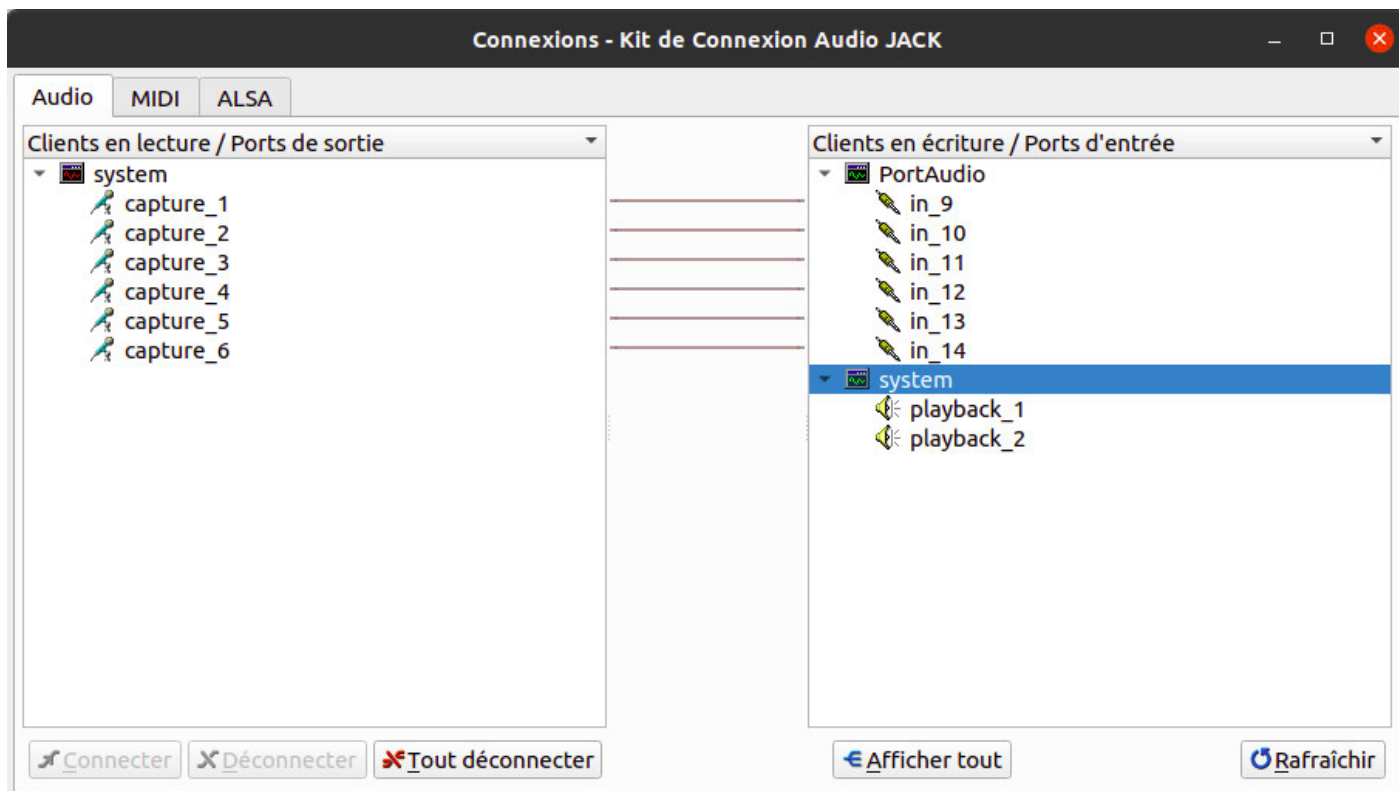 Connexions - Kit de Connexion Audio JACK
Audio MIDI ALSA
Clients en lecture / Ports de sortie
system
capture_1
capture_2
capture_3
capture_4
capture_5
capture_6
Clients en écriture / Ports d'entrée
PortAudio
in_9
in_10
in_11
in_12
in_13
in_14
system
playback_1
playback_2
Connecter Déconnecter Tout déconnecter Afficher tout Rafraîchir